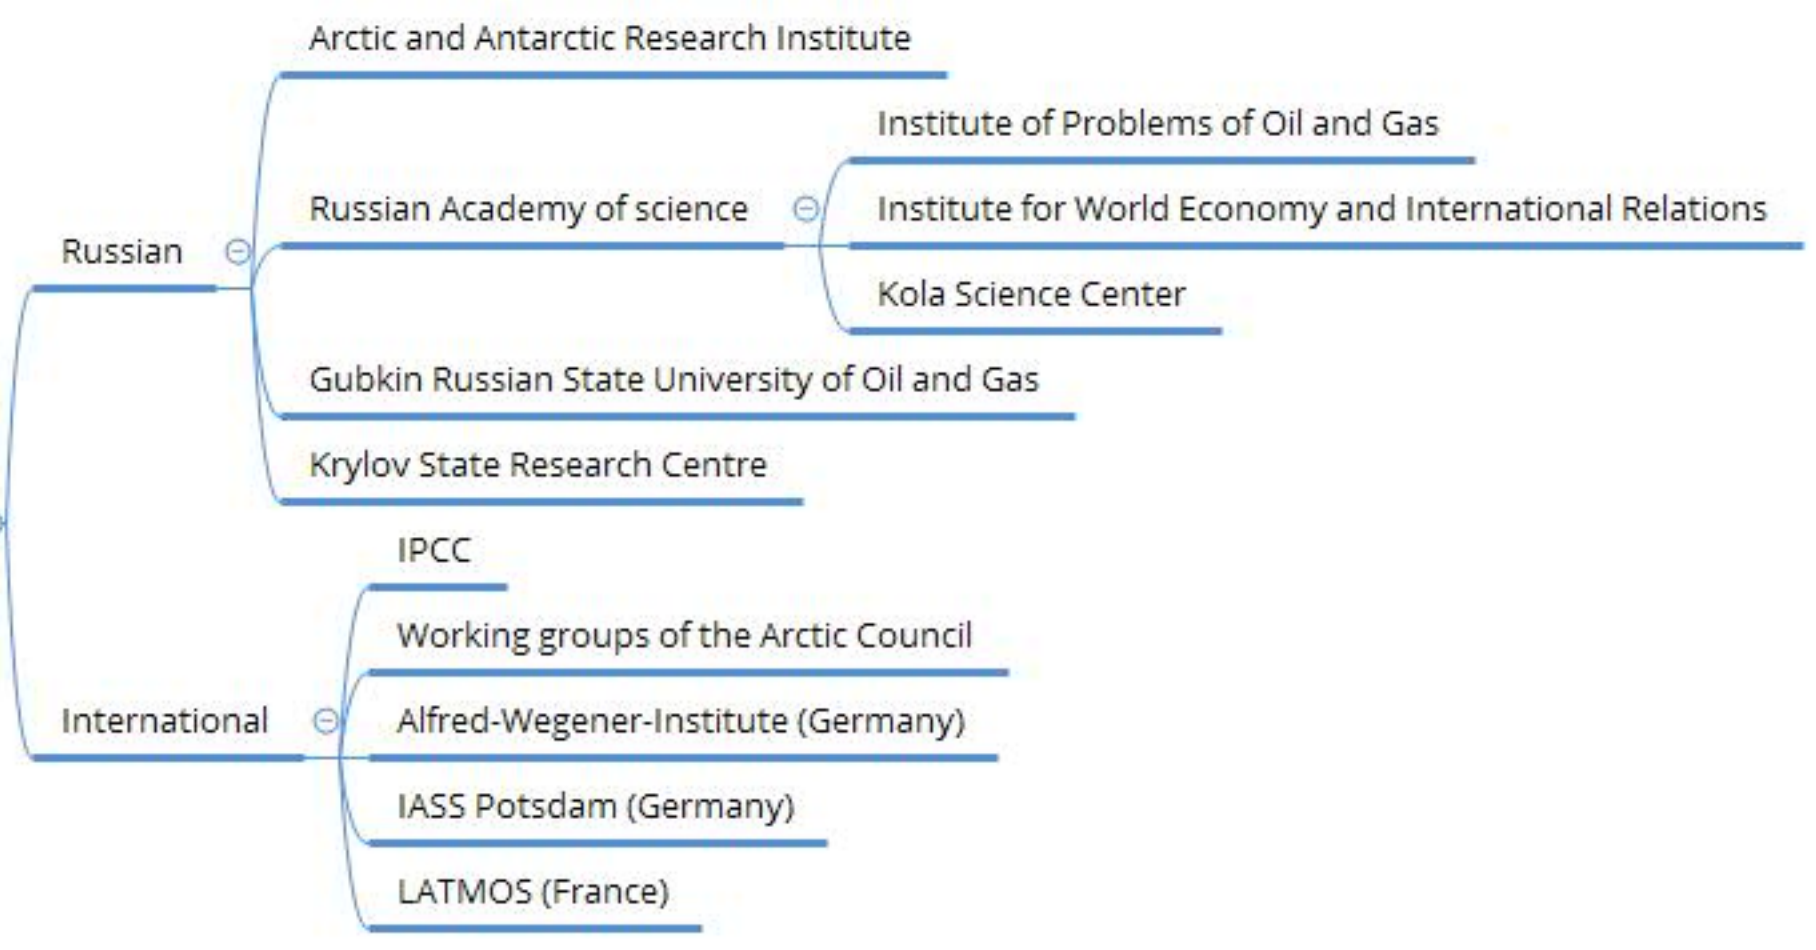 Arctic and Antarctic Research Institute
Institute of Problems of Oil and Gas
Russian Academy of science
Institute for World Economy and International Relations
Russian
Kola Science Center
Gubkin Russian State University of Oil and Gas
Krylov State Research Centre
IPCC
Working groups of the Arctic Council
International
Alfred-Wegener-Institute (Germany)
IASS Potsdam (Germany)
LATMOS (France)